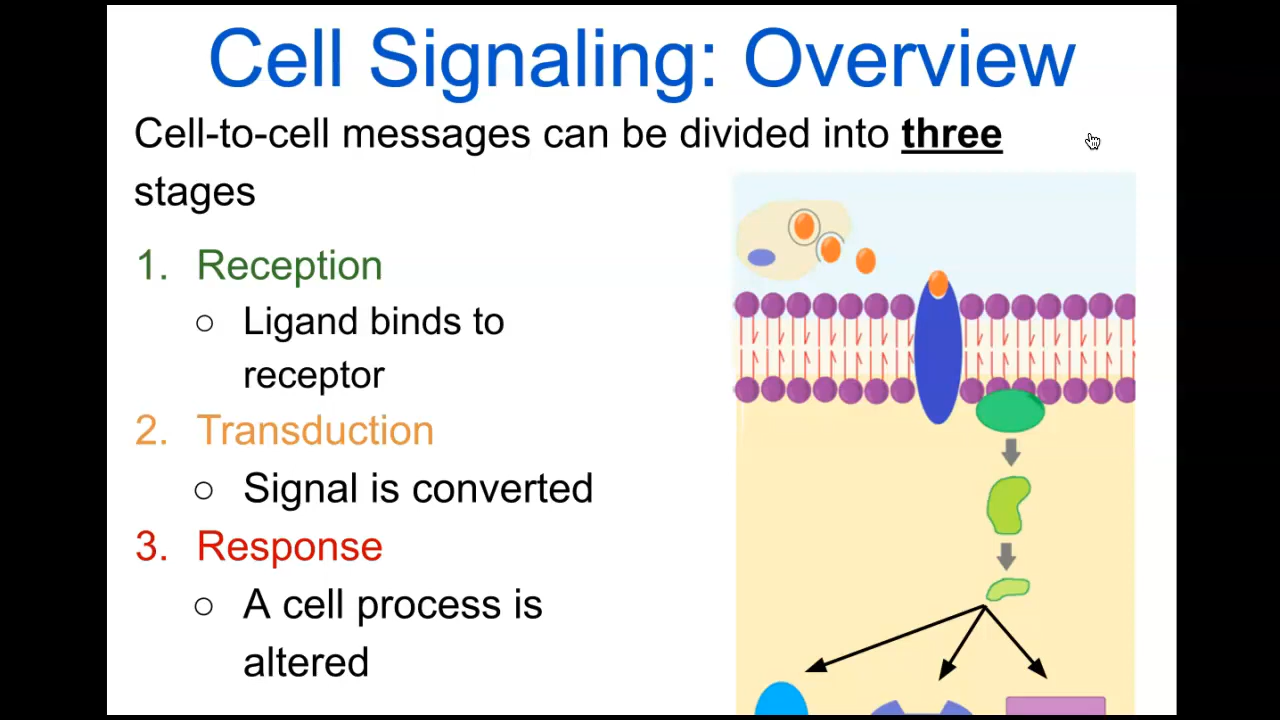 Cell Signaling: Overview
Cell-to-cell messages can be divided into three
stages
1. Reception
○ Ligand binds to
receptor
2. Transduction
○ Signal is converted
3. Response
○ A cell process is
altered